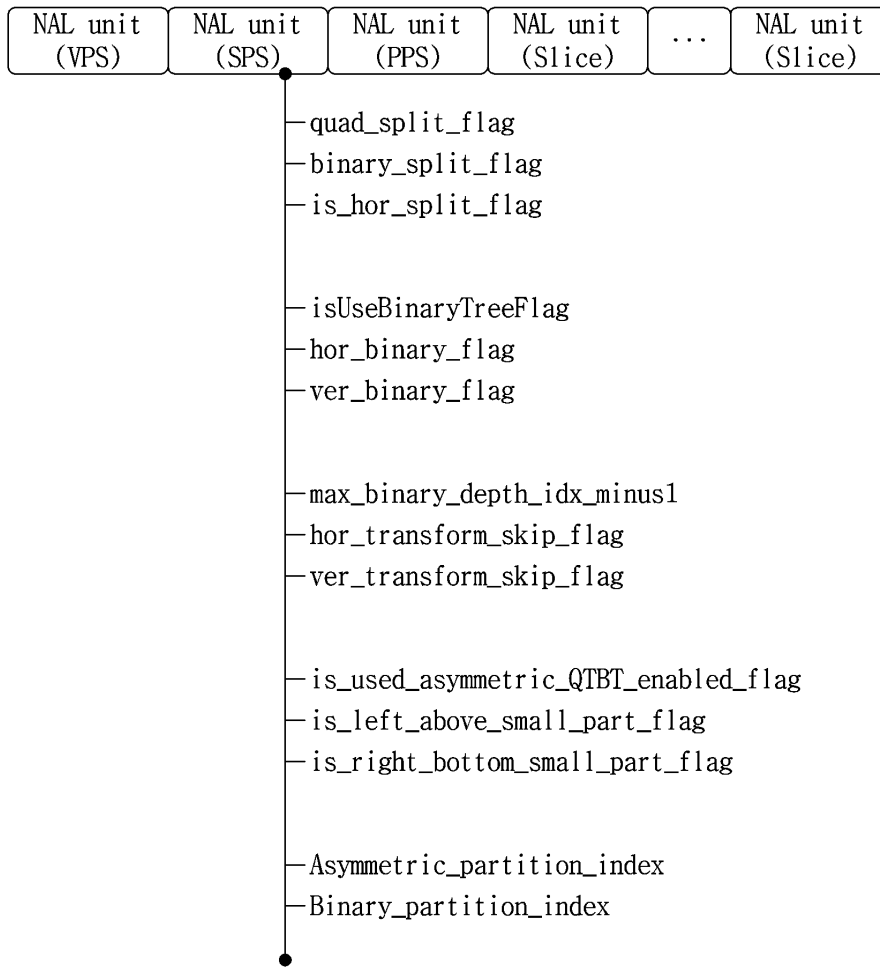 NAL unit NAL unit NAL unit NAL unit ... NAL unit
(VPS) (SPS) (PPS) (Slice) (Slice)
quad_split_flag
binary_split_flag
is_hor_split_flag
isUseBinaryTreeFlag
hor_binary_flag
ver_binary_flag
max_binary_depth_idx_minus1
hor_transform_skip_flag
ver_transform_skip_flag
is_used_asymmetric_QTBT_enabled_flag
is_left_above_small_part_flag
is_right_bottom_small_part_flag
Asymmetric_partition_index
Binary_partition_index